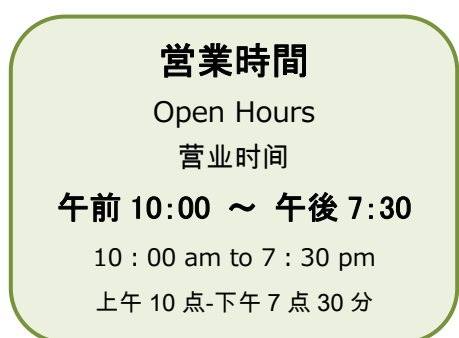 営業時間
Open Hours
营业时间
午前 10:00 ～ 午後 7:30
10：00 am to 7：30 pm
上午 10 点-下午 7 点 30 分